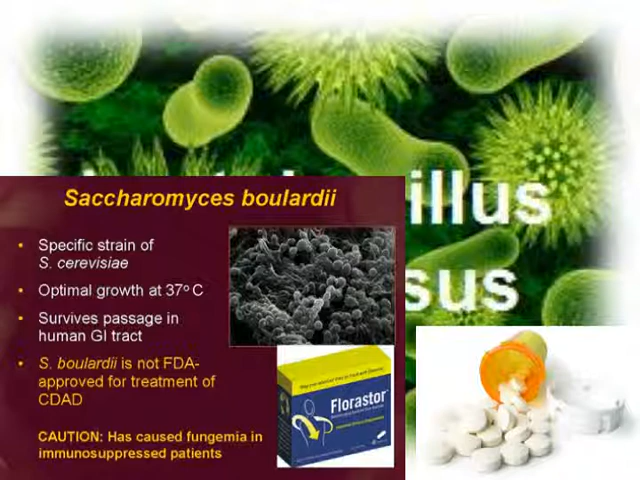 illus
sus
Saccharomyces boulardii
• Specific strain of
S. cerevisiae
• Optimal growth at 37º C
• Survives passage in
human GI tract
• S. boulardii is not FDA-
approved for treatment of
CDAD
CAUTION: Has caused fungemia in
immunosuppressed patients
Florastor